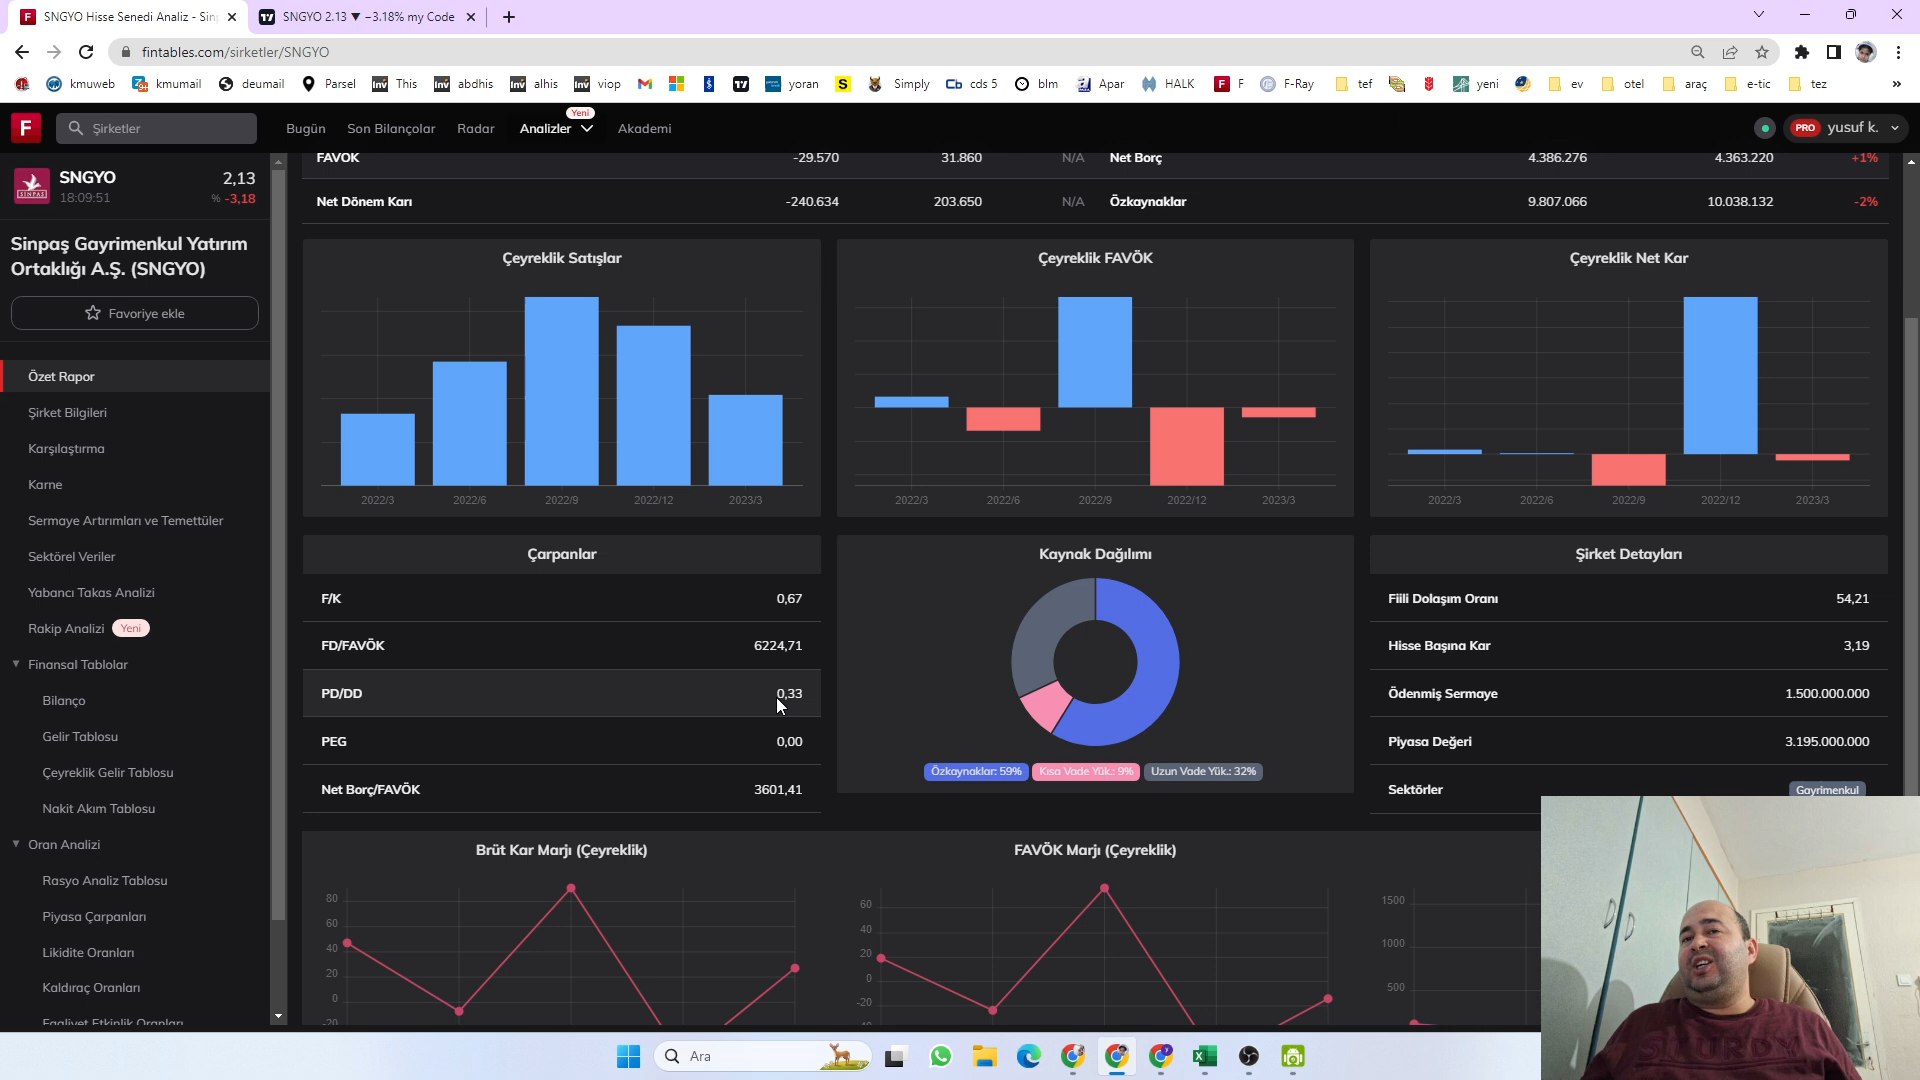 SNGYO Hisse Senedi Analiz - Sin
SNGYO 2.13 ▼ −3.18% my Code
fintables.com/sirketler/SNGYO
kmuweb
kmumail
deumail
Parsel
This
abdhis
alhis
viop
yoran
Simply
cds 5
blm
Apar
HALK
F
F-Ray
tef
yeni
ev
otel
araç
e-tic
tez
»
F
Şirketler
Bugün
Son Bilançolar
Radar
Analizler
Yeni
Akademi
PRO
yusuf k.
SNGYO
2,13
18:09:51
% -3,18
SİNPAŞ
Sinpaş Gayrimenkul Yatırım
Ortaklığı A.Ş. (SNGYO)
Favoriye ekle
Özet Rapor
Şirket Bilgileri
Karşılaştırma
Karne
Sermaye Artırımları ve Temettüler
Sektörel Veriler
Yabancı Takas Analizi
Rakip Analizi Yeni
Finansal Tablolar
Bilanço
Gelir Tablosu
Çeyreklik Gelir Tablosu
Nakit Akım Tablosu
Oran Analizi
Rasyo Analiz Tablosu
Piyasa Çarpanları
Likidite Oranları
Kaldıraç Oranları
Faaliyet Etkinlik Oranları
FAVÖK -29.570 31.860 N/A Net Borç 4.386.276 4.363.220 +1%
Net Dönem Karı -240.634 203.650 N/A Özkaynaklar 9.807.066 10.038.132 -2%
Çeyreklik Satışlar
2022/3 2022/6 2022/9 2022/12 2023/3
Çeyreklik FAVÖK
2022/3 2022/6 2022/9 2022/12 2023/3
Çeyreklik Net Kar
2022/3 2022/6 2022/9 2022/12 2023/3
Çarpanlar
F/K 0,67
FD/FAVÖK 6224,71
PD/DD 0,33
PEG 0,00
Net Borç/FAVÖK 3601,41
Kaynak Dağılımı
Özkaynaklar: 59% Kısa Vade Yük.: 9% Uzun Vade Yük.: 32%
Şirket Detayları
Fiili Dolaşım Oranı 54,21
Hisse Başına Kar 3,19
Ödenmiş Sermaye 1.500.000.000
Piyasa Değeri 3.195.000.000
Sektörler Gayrimenkul
Brüt Kar Marjı (Çeyreklik)
80
60
40
20
0
-20
FAVÖK Marjı (Çeyreklik)
60
40
20
0
-20
1500
1000
500
Ara